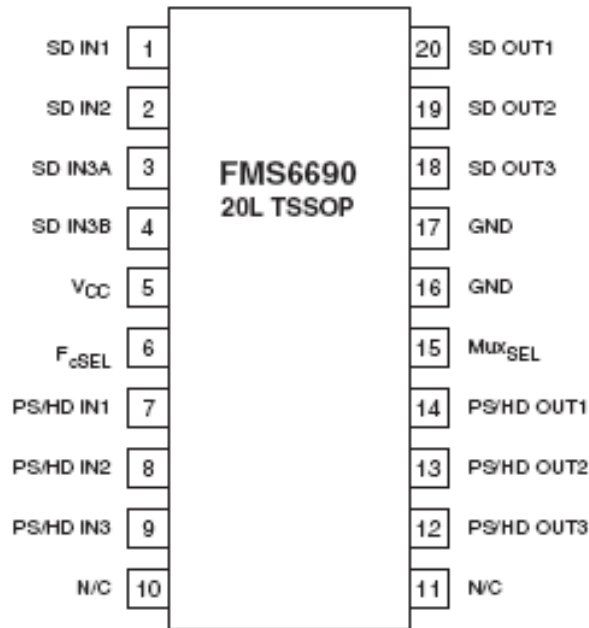 SD IN1 1 20 SD OUT1
SD IN2 2 19 SD OUT2
SD IN3A 3 FMS6690 18 SD OUT3
20L TSSOP
SD IN3B 4 17 GND
VCC 5 16 GND
FcSEL 6 15 MuxSEL
PS/HD IN1 7 14 PS/HD OUT1
PS/HD IN2 8 13 PS/HD OUT2
PS/HD IN3 9 12 PS/HD OUT3
N/C 10 11 N/C